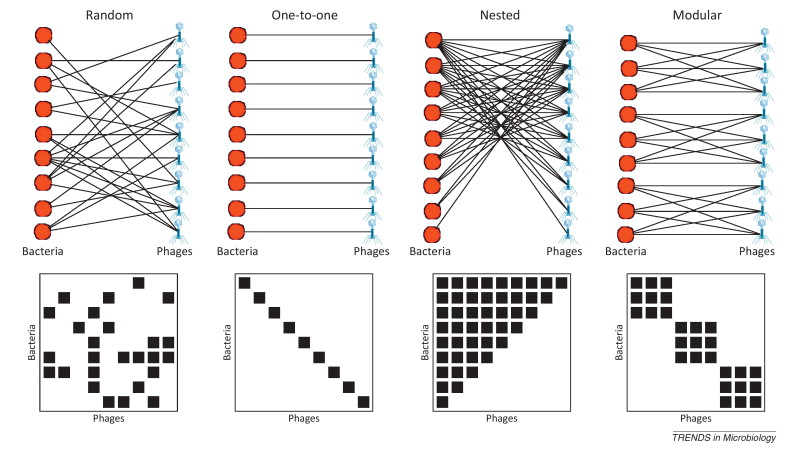 Random One-to-one Nested Modular
Bacteria Phages Bacteria Phages Bacteria Phages Bacteria Phages
Bacteria Bacteria Bacteria Bacteria
Phages Phages Phages Phages
TRENDS in Microbiology